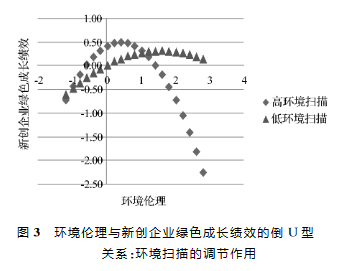 1.00
0.50
0.00
-2 -1 0 1 2 3 4
-0.50
-1.00
-1.50
-2.00
-2.50
新创企业绿色成长绩效
高环境扫描
低环境扫描
环境伦理
图 3 环境伦理与新创企业绿色成长绩效的倒 U 型
关系:环境扫描的调节作用